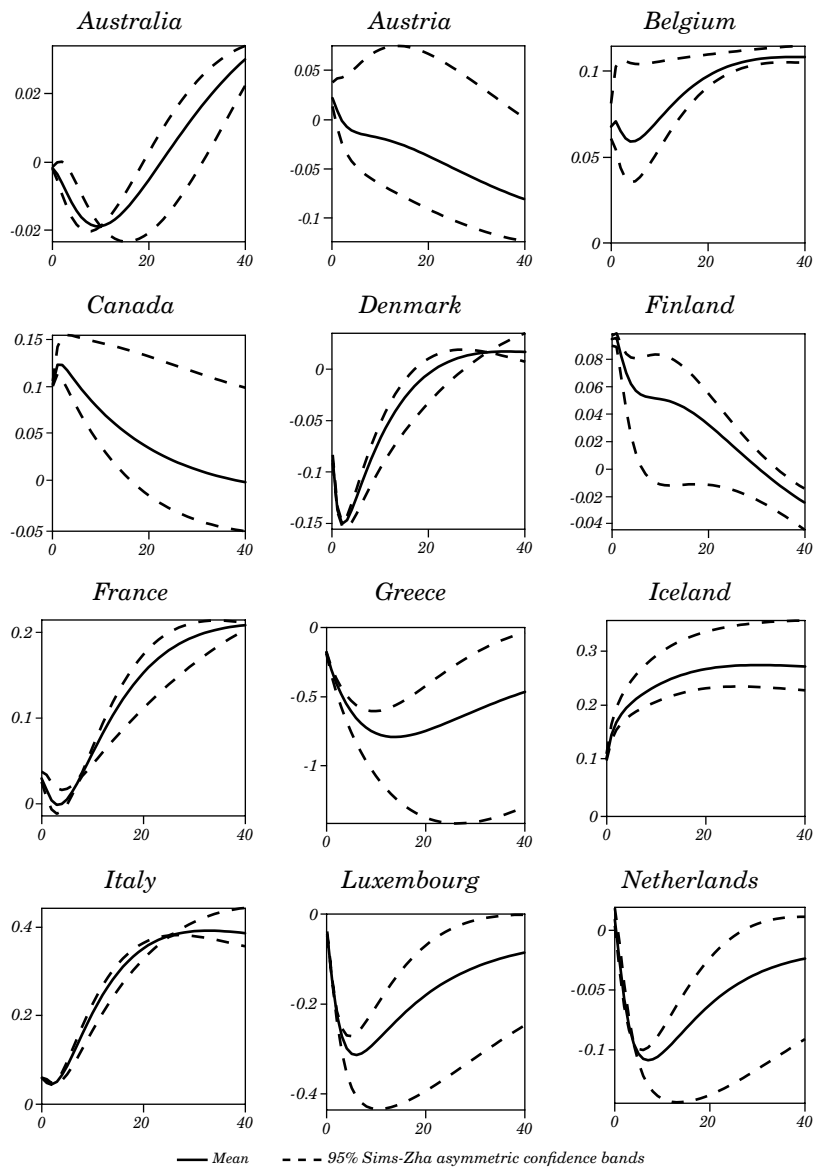 Australia Austria Belgium
0.02
0
-0.02
0 20 40
0.05
0
-0.05
-0.1
0 20 40
0.1
0.05
0
0 20 40
Canada Denmark Finland
0.15
0.1
0.05
0
-0.05
0 20 40
0
-0.05
-0.1
-0.15
0 20 40
0.08
0.06
0.04
0.02
0
-0.02
-0.04
0 20 40
France Greece Iceland
0.2
0.1
0
0 20 40
0
-0.5
-1
0 20 40
0.3
0.2
0.1
0
0 20 40
Italy Luxembourg Netherlands
0.4
0.2
0
0 20 40
0
-0.2
-0.4
0 20 40
0
-0.05
-0.1
0 20 40
Mean 95% Sims-Zha asymmetric confidence bands